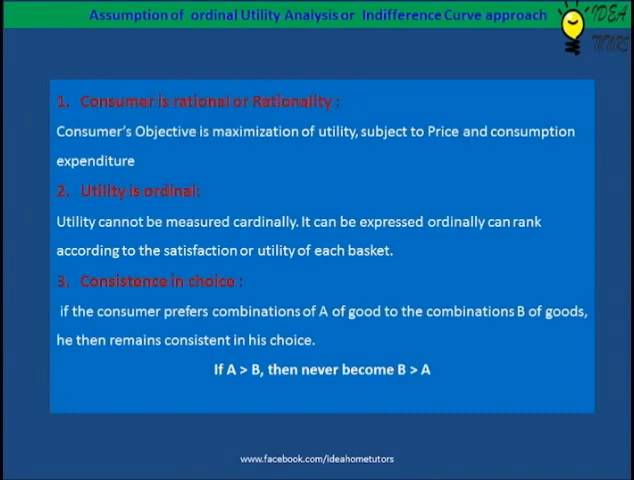 Assumption of ordinal Utility Analysis or Indifference Curve approach
IDEA
TUTORS
1. Consumer is rational or Rationality :
Consumer's Objective is maximization of utility, subject to Price and consumption
expenditure
2. Utility is ordinal:
Utility cannot be measured cardinally. It can be expressed ordinally can rank
according to the satisfaction or utility of each basket.
3. Consistence in choice :
if the consumer prefers combinations of A of good to the combinations B of goods,
he then remains consistent in his choice.
If A > B, then never become B > A
www.facebook.com/ideahometutors